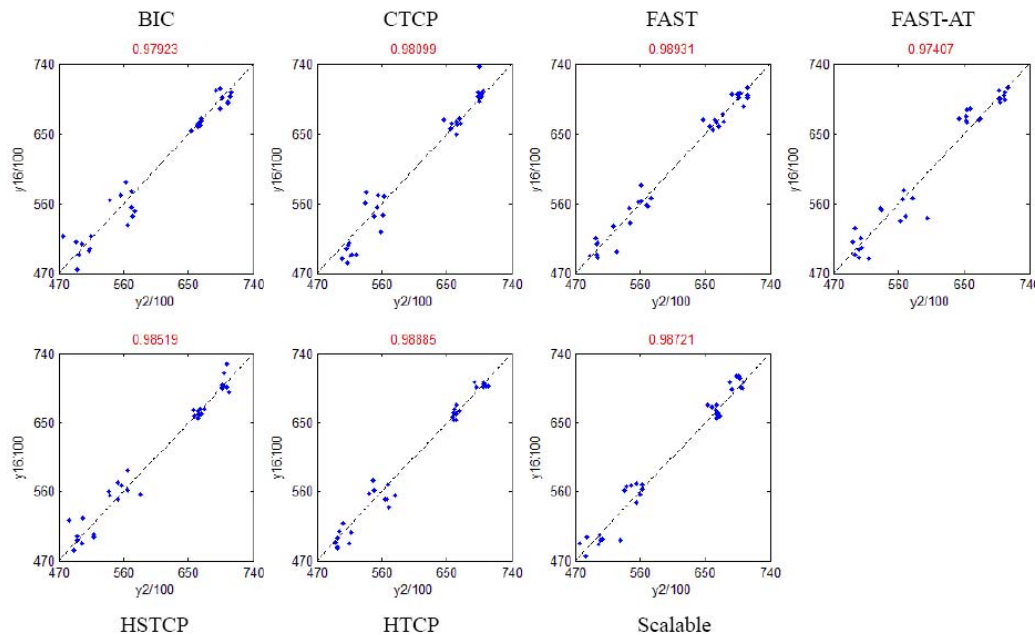 BIC CTCP FAST FAST-AT
0.97923 0.98099 0.98931 0.97407
740 740 740 740
650 650 650 650
y16/100 y16/100 y16/100 y16/100
560 560 560 560
470 470 470 470
470 560 650 740 470 560 650 740 470 560 650 740 470 560 650 740
y2/100 y2/100 y2/100 y2/100
0.98519 0.98885 0.98721
740 740 740
650 650 650
y16:100 y16:100 y16:100
560 560 560
470 470 470
470 560 650 740 470 560 650 740 470 560 650 740
y2/100 y2/100 y2/100
HSTCP HTCP Scalable